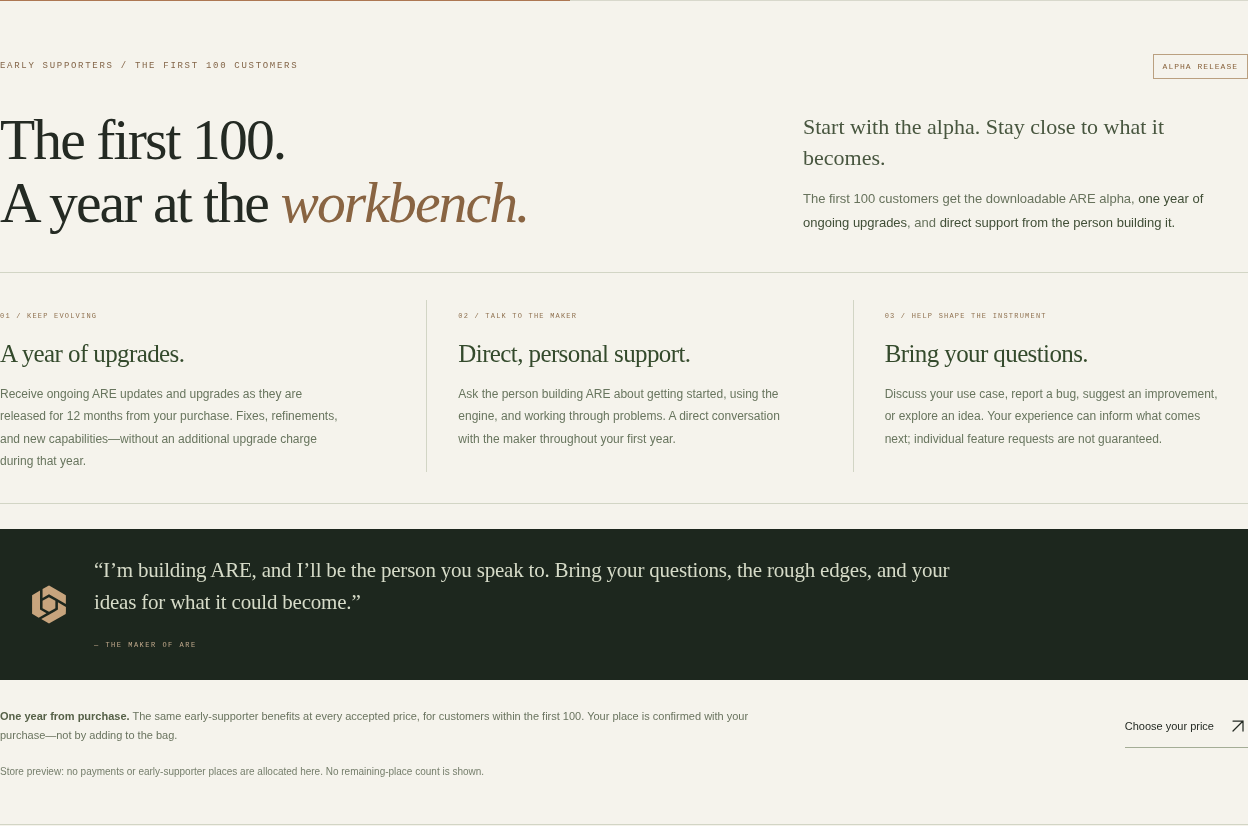 EARLY SUPPORTERS / THE FIRST 100 CUSTOMERS
ALPHA RELEASE
The first 100.
A year at the workbench.
Start with the alpha. Stay close to what it
becomes.
The first 100 customers get the downloadable ARE alpha, one year of
ongoing upgrades, and direct support from the person building it.
01 / KEEP EVOLVING
A year of upgrades.
Receive ongoing ARE updates and upgrades as they are
released for 12 months from your purchase. Fixes, refinements,
and new capabilities—without an additional upgrade charge
during that year.
02 / TALK TO THE MAKER
Direct, personal support.
Ask the person building ARE about getting started, using the
engine, and working through problems. A direct conversation
with the maker throughout your first year.
03 / HELP SHAPE THE INSTRUMENT
Bring your questions.
Discuss your use case, report a bug, suggest an improvement,
or explore an idea. Your experience can inform what comes
next; individual feature requests are not guaranteed.
“I’m building ARE, and I’ll be the person you speak to. Bring your questions, the rough edges, and your
ideas for what it could become.”
— THE MAKER OF ARE
One year from purchase. The same early-supporter benefits at every accepted price, for customers within the first 100. Your place is confirmed with your
purchase—not by adding to the bag.
Store preview: no payments or early-supporter places are allocated here. No remaining-place count is shown.
Choose your price